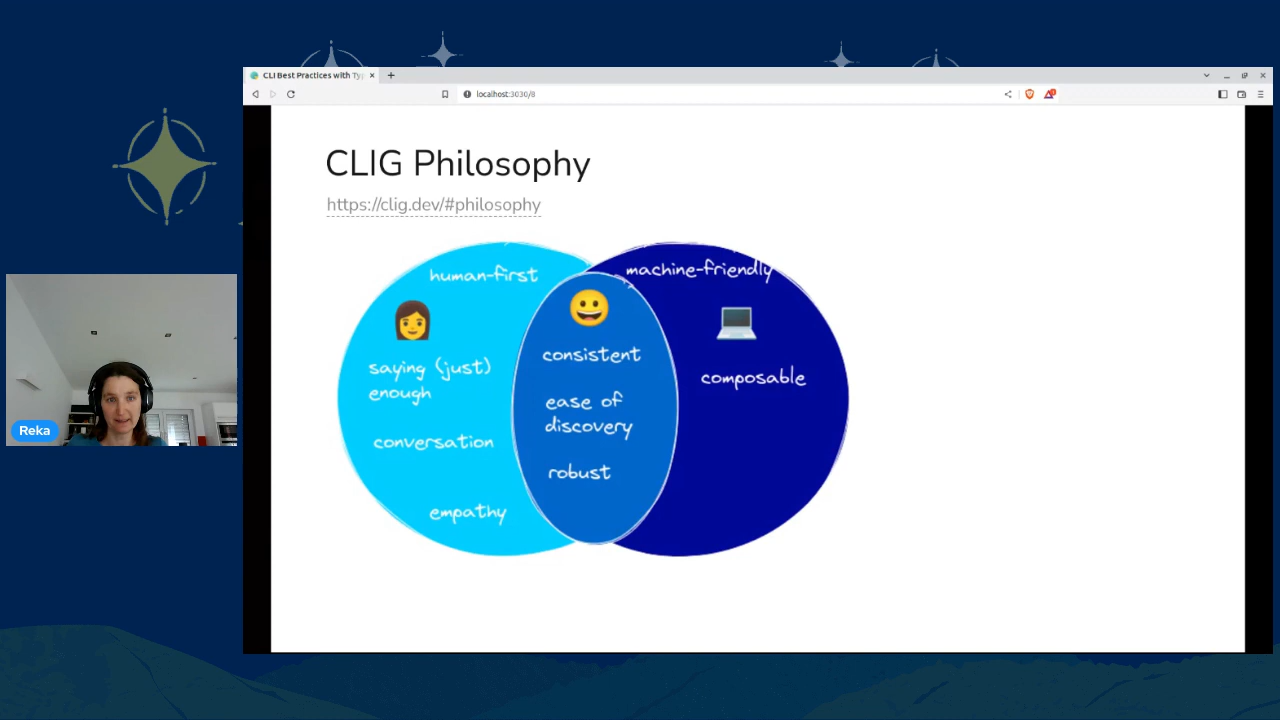 CLI Best Practices with Typ
localhost:3030/8
CLIG Philosophy
https://clig.dev/#philosophy
human-first
machine-friendly
saying (just)
enough
conversation
empathy
consistent
ease of
discovery
robust
composable
Reka